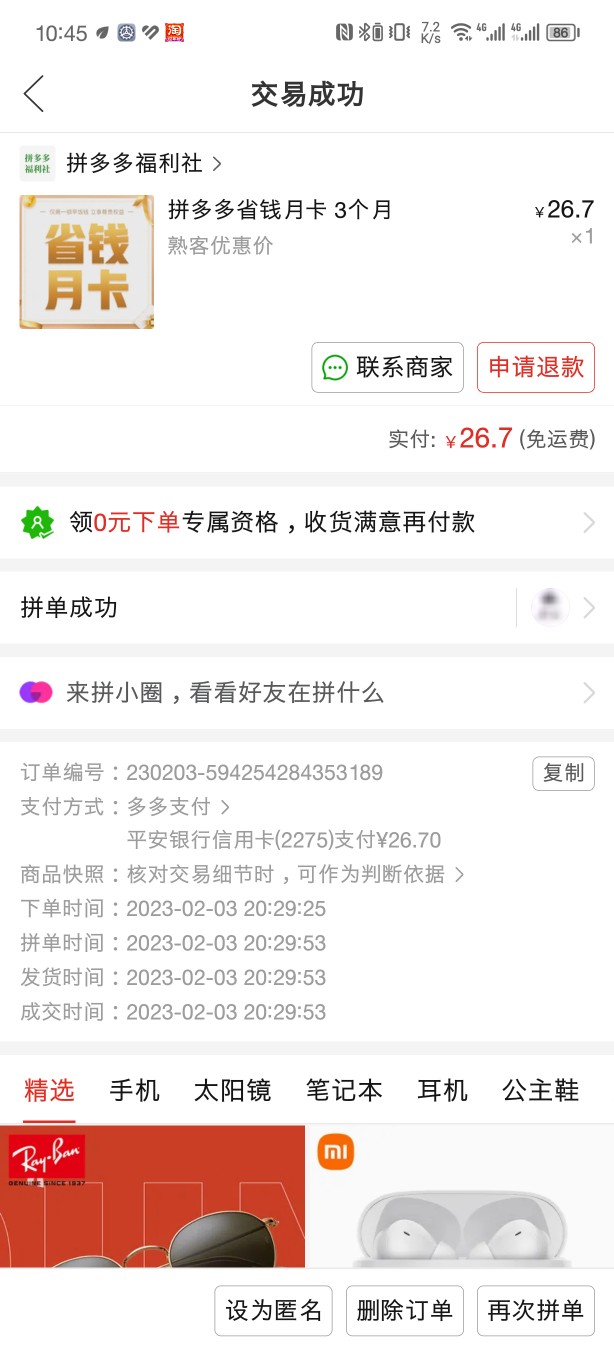 10:45
7.2 K/s
4G
4G
86
交易成功
拼多多福利社
拼多多省钱月卡 3个月
¥26.7
熟客优惠价
×1
省钱
月卡
联系商家
申请退款
实付: ¥26.7 (免运费)
领0元下单专属资格，收货满意再付款
拼单成功
来拼小圈，看看好友在拼什么
订单编号：230203-594254284353189
复制
支付方式：多多支付
平安银行信用卡(2275)支付¥26.70
商品快照：核对交易细节时，可作为判断依据
下单时间：2023-02-03 20:29:25
拼单时间：2023-02-03 20:29:53
发货时间：2023-02-03 20:29:53
成交时间：2023-02-03 20:29:53
精选 手机 太阳镜 笔记本 耳机 公主鞋
Ray-Ban
GENUINE SINCE 1937
mi
设为匿名
删除订单
再次拼单